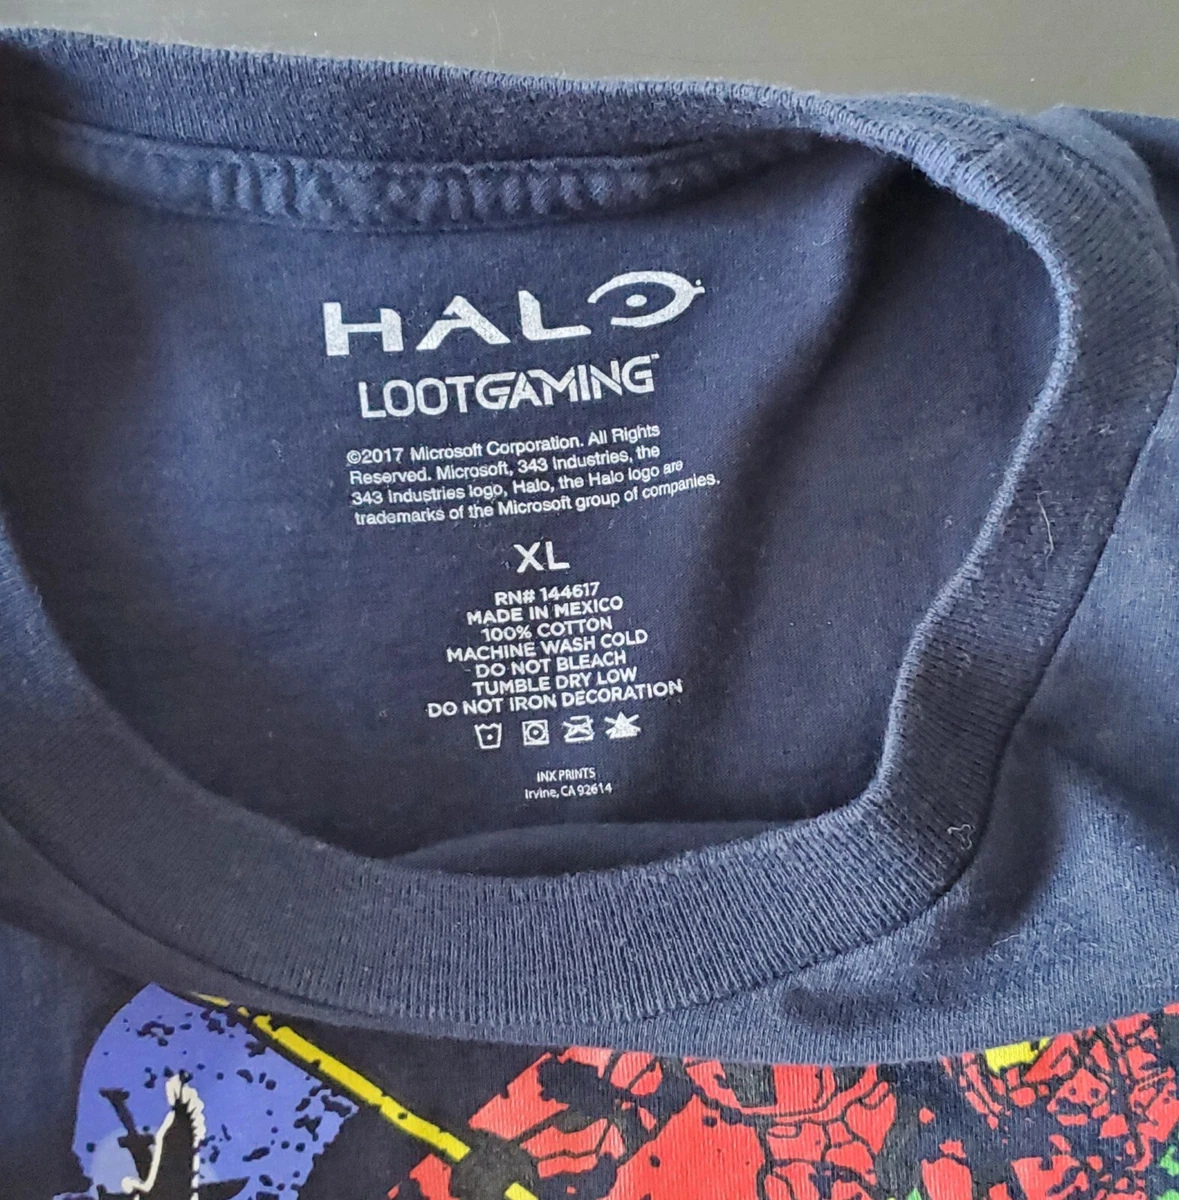 HALO
LOOTGAMING™
©2017 Microsoft Corporation. All Rights
Reserved. Microsoft, 343 Industries, the
343 Industries logo, Halo, the Halo logo are
trademarks of the Microsoft group of companies.
XL
RN# 144617
MADE IN MEXICO
100% COTTON
MACHINE WASH COLD
DO NOT BLEACH
TUMBLE DRY LOW
DO NOT IRON DECORATION
INX PRINTS
Irvine, CA 92614